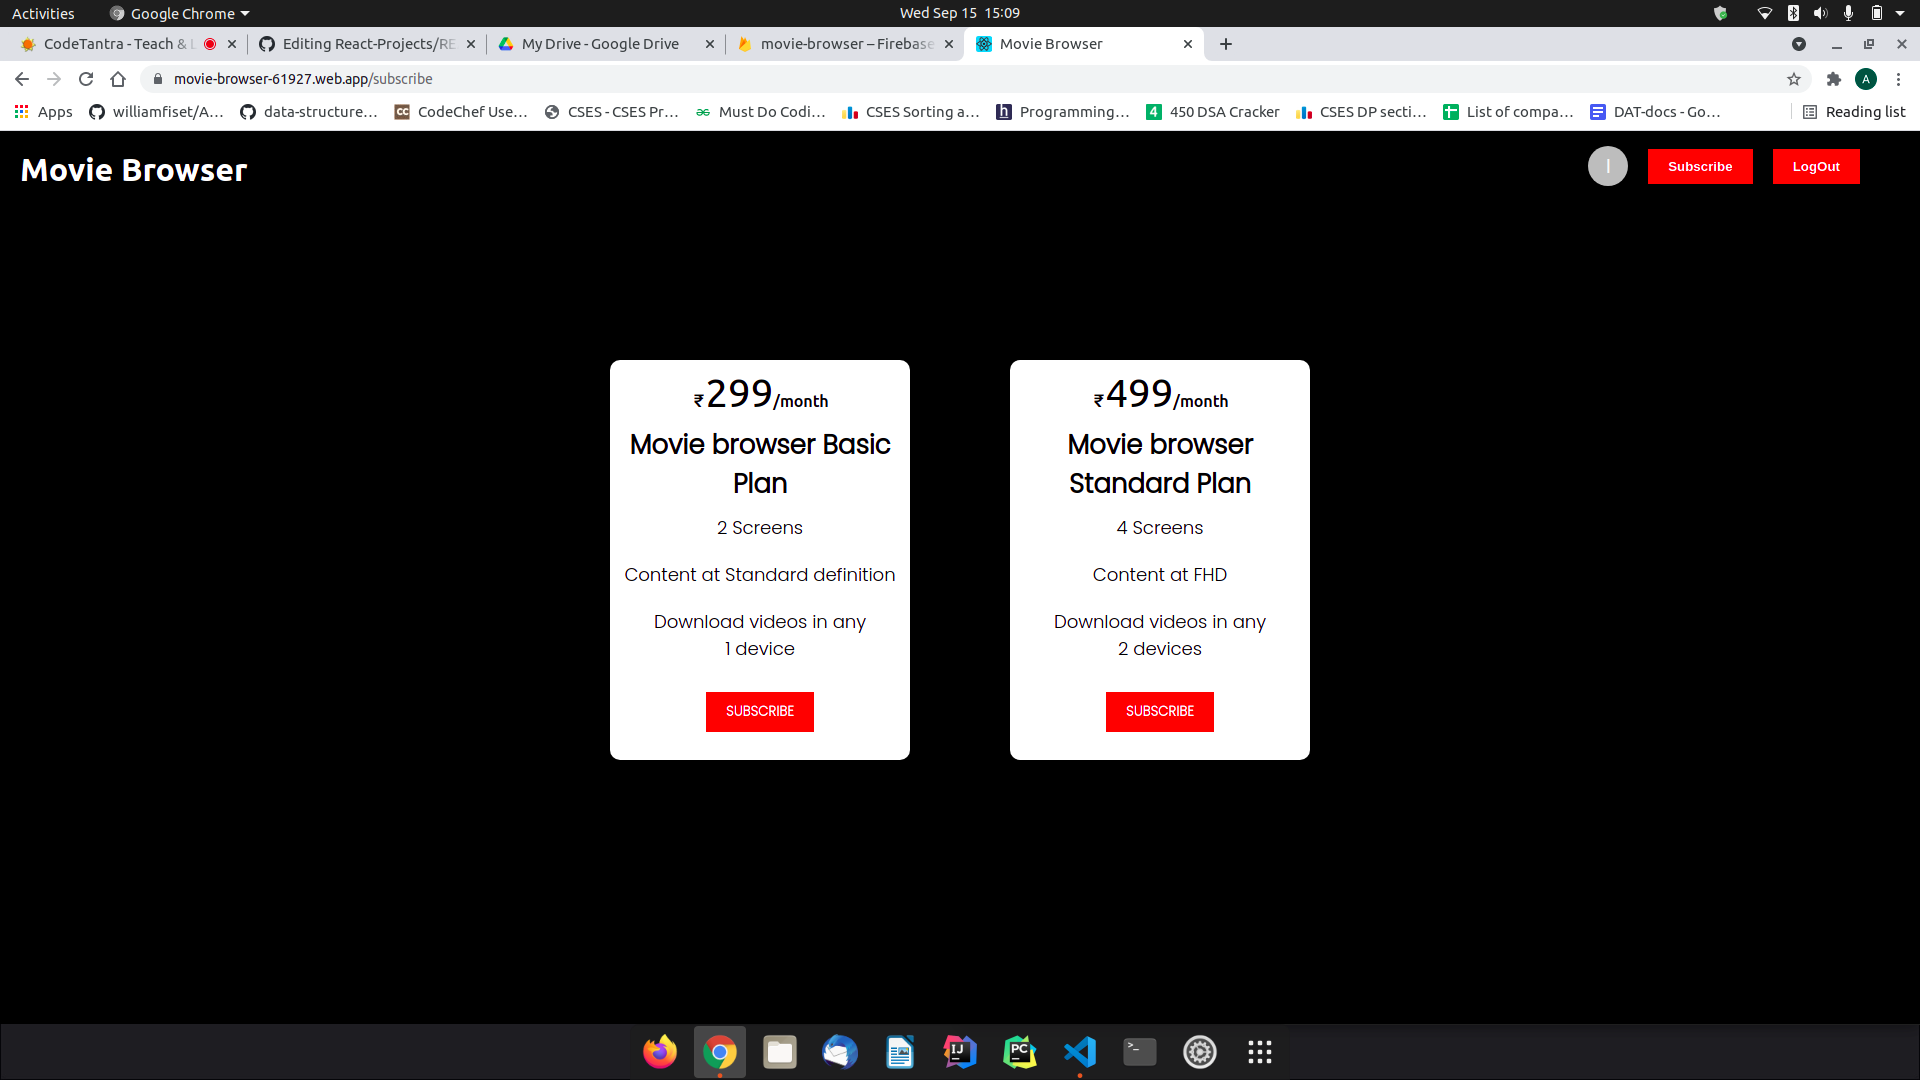 Activities
Google Chrome
Wed Sep 15 15:09
CodeTantra - Teach & L
Editing React-Projects/RE
My Drive - Google Drive
movie-browser – Firebase
Movie Browser
movie-browser-61927.web.app/subscribe
A
Apps
williamfiset/A...
data-structure...
CodeChef Use...
CSES - CSES Pr...
Must Do Codi...
CSES Sorting a...
Programming...
450 DSA Cracker
CSES DP secti...
List of compa...
DAT-docs - Go...
Reading list
Movie Browser
I
Subscribe
LogOut
₹299/month
Movie browser Basic
Plan
2 Screens
Content at Standard definition
Download videos in any
1 device
SUBSCRIBE
₹499/month
Movie browser
Standard Plan
4 Screens
Content at FHD
Download videos in any
2 devices
SUBSCRIBE